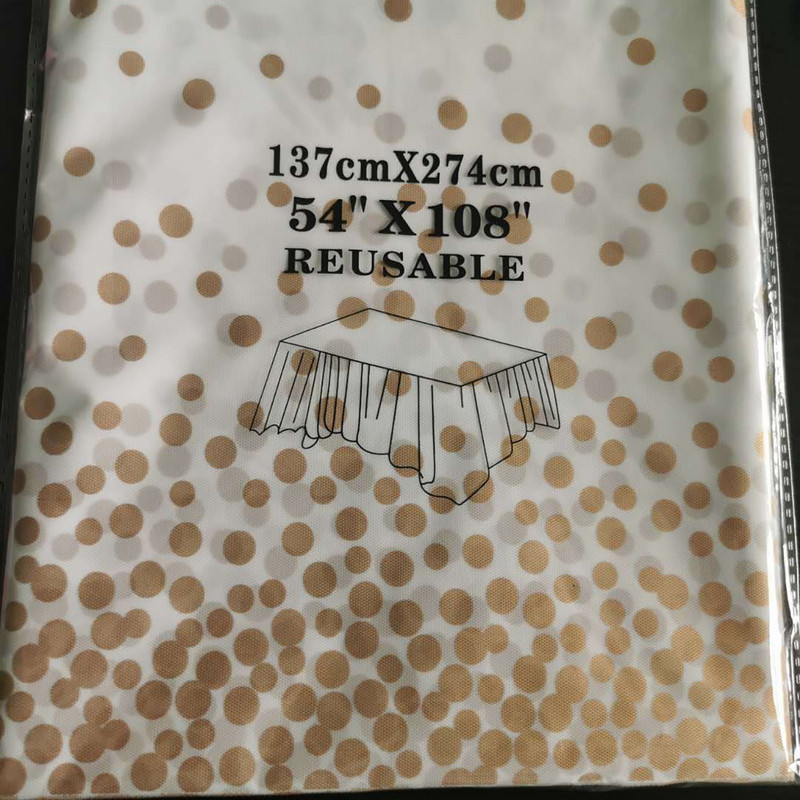 137cmX274cm
54" X 108"
REUSABLE